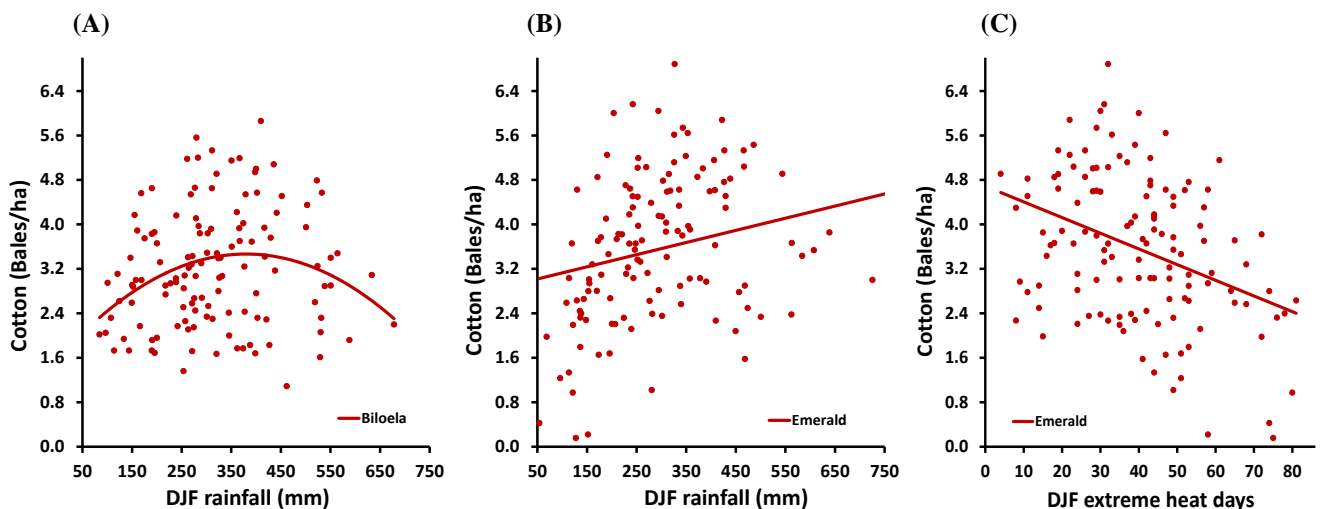 (A)
Cotton (Bales/ha)
6.4
5.6
4.8
4.0
3.2
2.4
1.6
0.8
0.0
Biloela
50 150 250 350 450 550 650 750
DJF rainfall (mm)
(B)
Cotton (Bales/ha)
6.4
5.6
4.8
4.0
3.2
2.4
1.6
0.8
0.0
Emerald
50 150 250 350 450 550 650 750
DJF rainfall (mm)
(C)
Cotton (Bales/ha)
6.4
5.6
4.8
4.0
3.2
2.4
1.6
0.8
0.0
Emerald
0 10 20 30 40 50 60 70 80
DJF extreme heat days